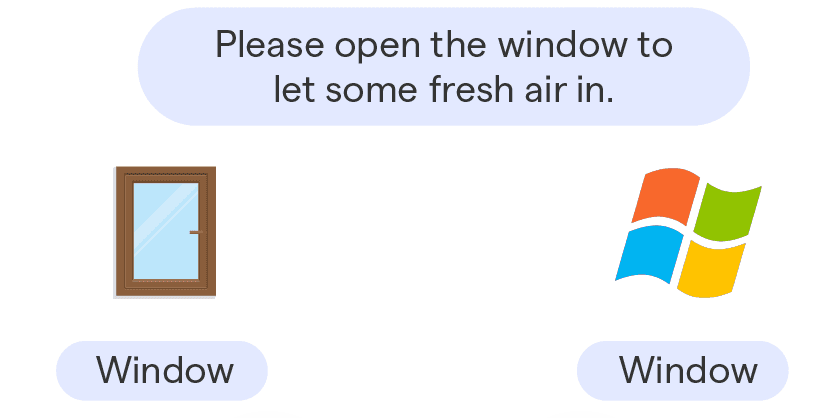 Please open the window to
let some fresh air in.
Window
Window